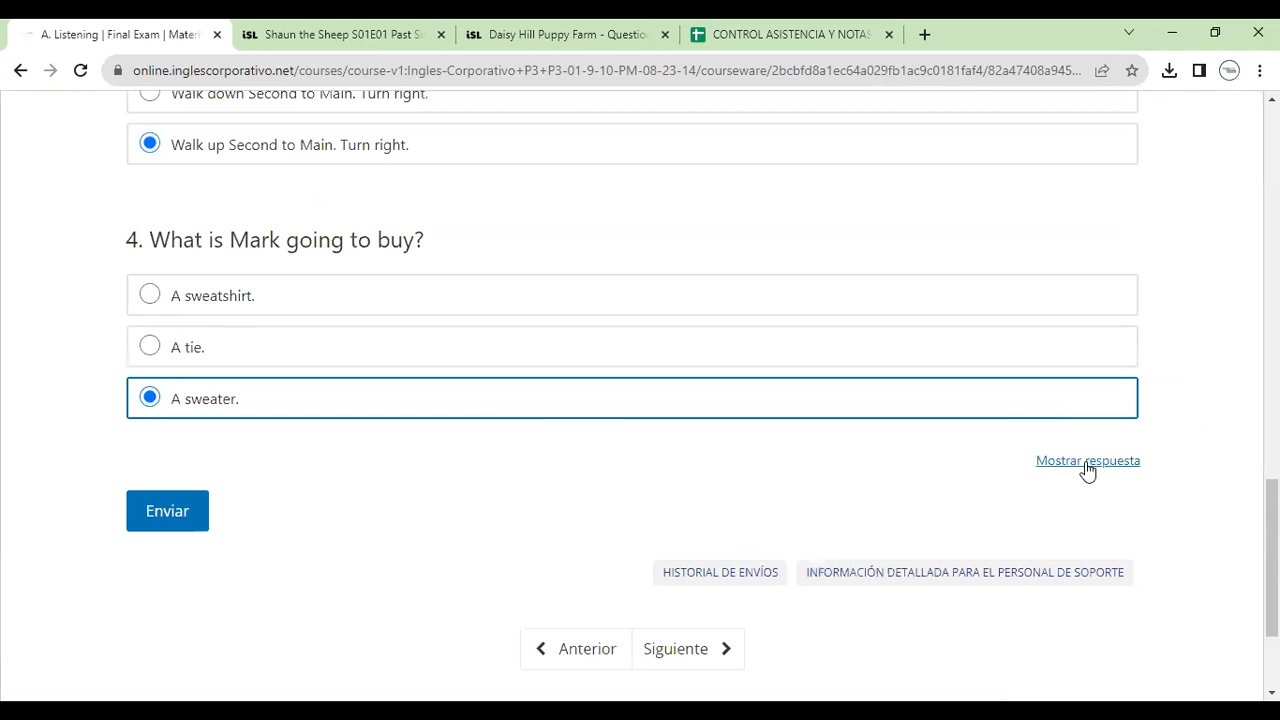 A. Listening | Final Exam | Materi
iSL Shaun the Sheep S01E01 Past Si
iSL Daisy Hill Puppy Farm - Questio
CONTROL ASISTENCIA Y NOTAS
online.inglescorporativo.net/courses/course-v1:Ingles-Corporativo+P3+P3-01-9-10-PM-08-23-14/courseware/2bcbfd8a1ec64a029fb1ac9c0181faf4/82a47408a945...
Walk down Second to Main. Turn right.
Walk up Second to Main. Turn right.
4. What is Mark going to buy?
A sweatshirt.
A tie.
A sweater.
Mostrar respuesta
Enviar
HISTORIAL DE ENVÍOS
INFORMACIÓN DETALLADA PARA EL PERSONAL DE SOPORTE
Anterior
Siguiente